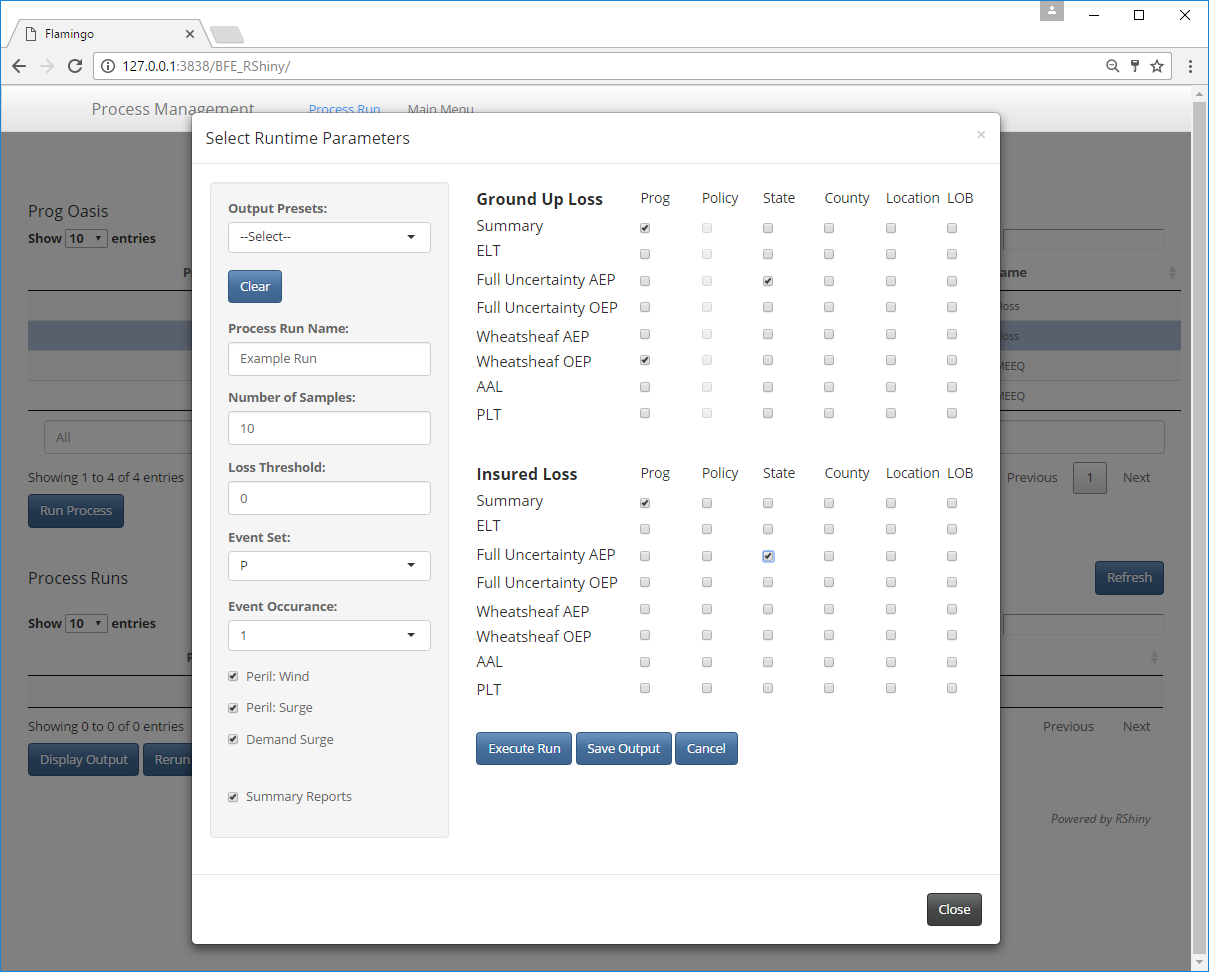 Flamingo
127.0.0.1:3838/BFE_RShiny/
Process Management Process Run Main Menu
Select Runtime Parameters ×
Prog Oasis
Show 10 entries
Output Presets:
--Select--
Clear
Process Run Name:
Example Run
Number of Samples:
10
Loss Threshold:
0
Event Set:
P
Event Occurance:
1
Peril: Wind
Peril: Surge
Demand Surge
Summary Reports
Ground Up Loss Prog Policy State County Location LOB
Summary
ELT
Full Uncertainty AEP
Full Uncertainty OEP
Wheatsheaf AEP
Wheatsheaf OEP
AAL
PLT
Insured Loss Prog Policy State County Location LOB
Summary
ELT
Full Uncertainty AEP
Full Uncertainty OEP
Wheatsheaf AEP
Wheatsheaf OEP
AAL
PLT
Execute Run Save Output Cancel
Close
All
Showing 1 to 4 of 4 entries
Previous 1 Next
Run Process
Process Runs
Refresh
Show 10 entries
Showing 0 to 0 of 0 entries
Previous Next
Display Output Rerun
Powered by RShiny